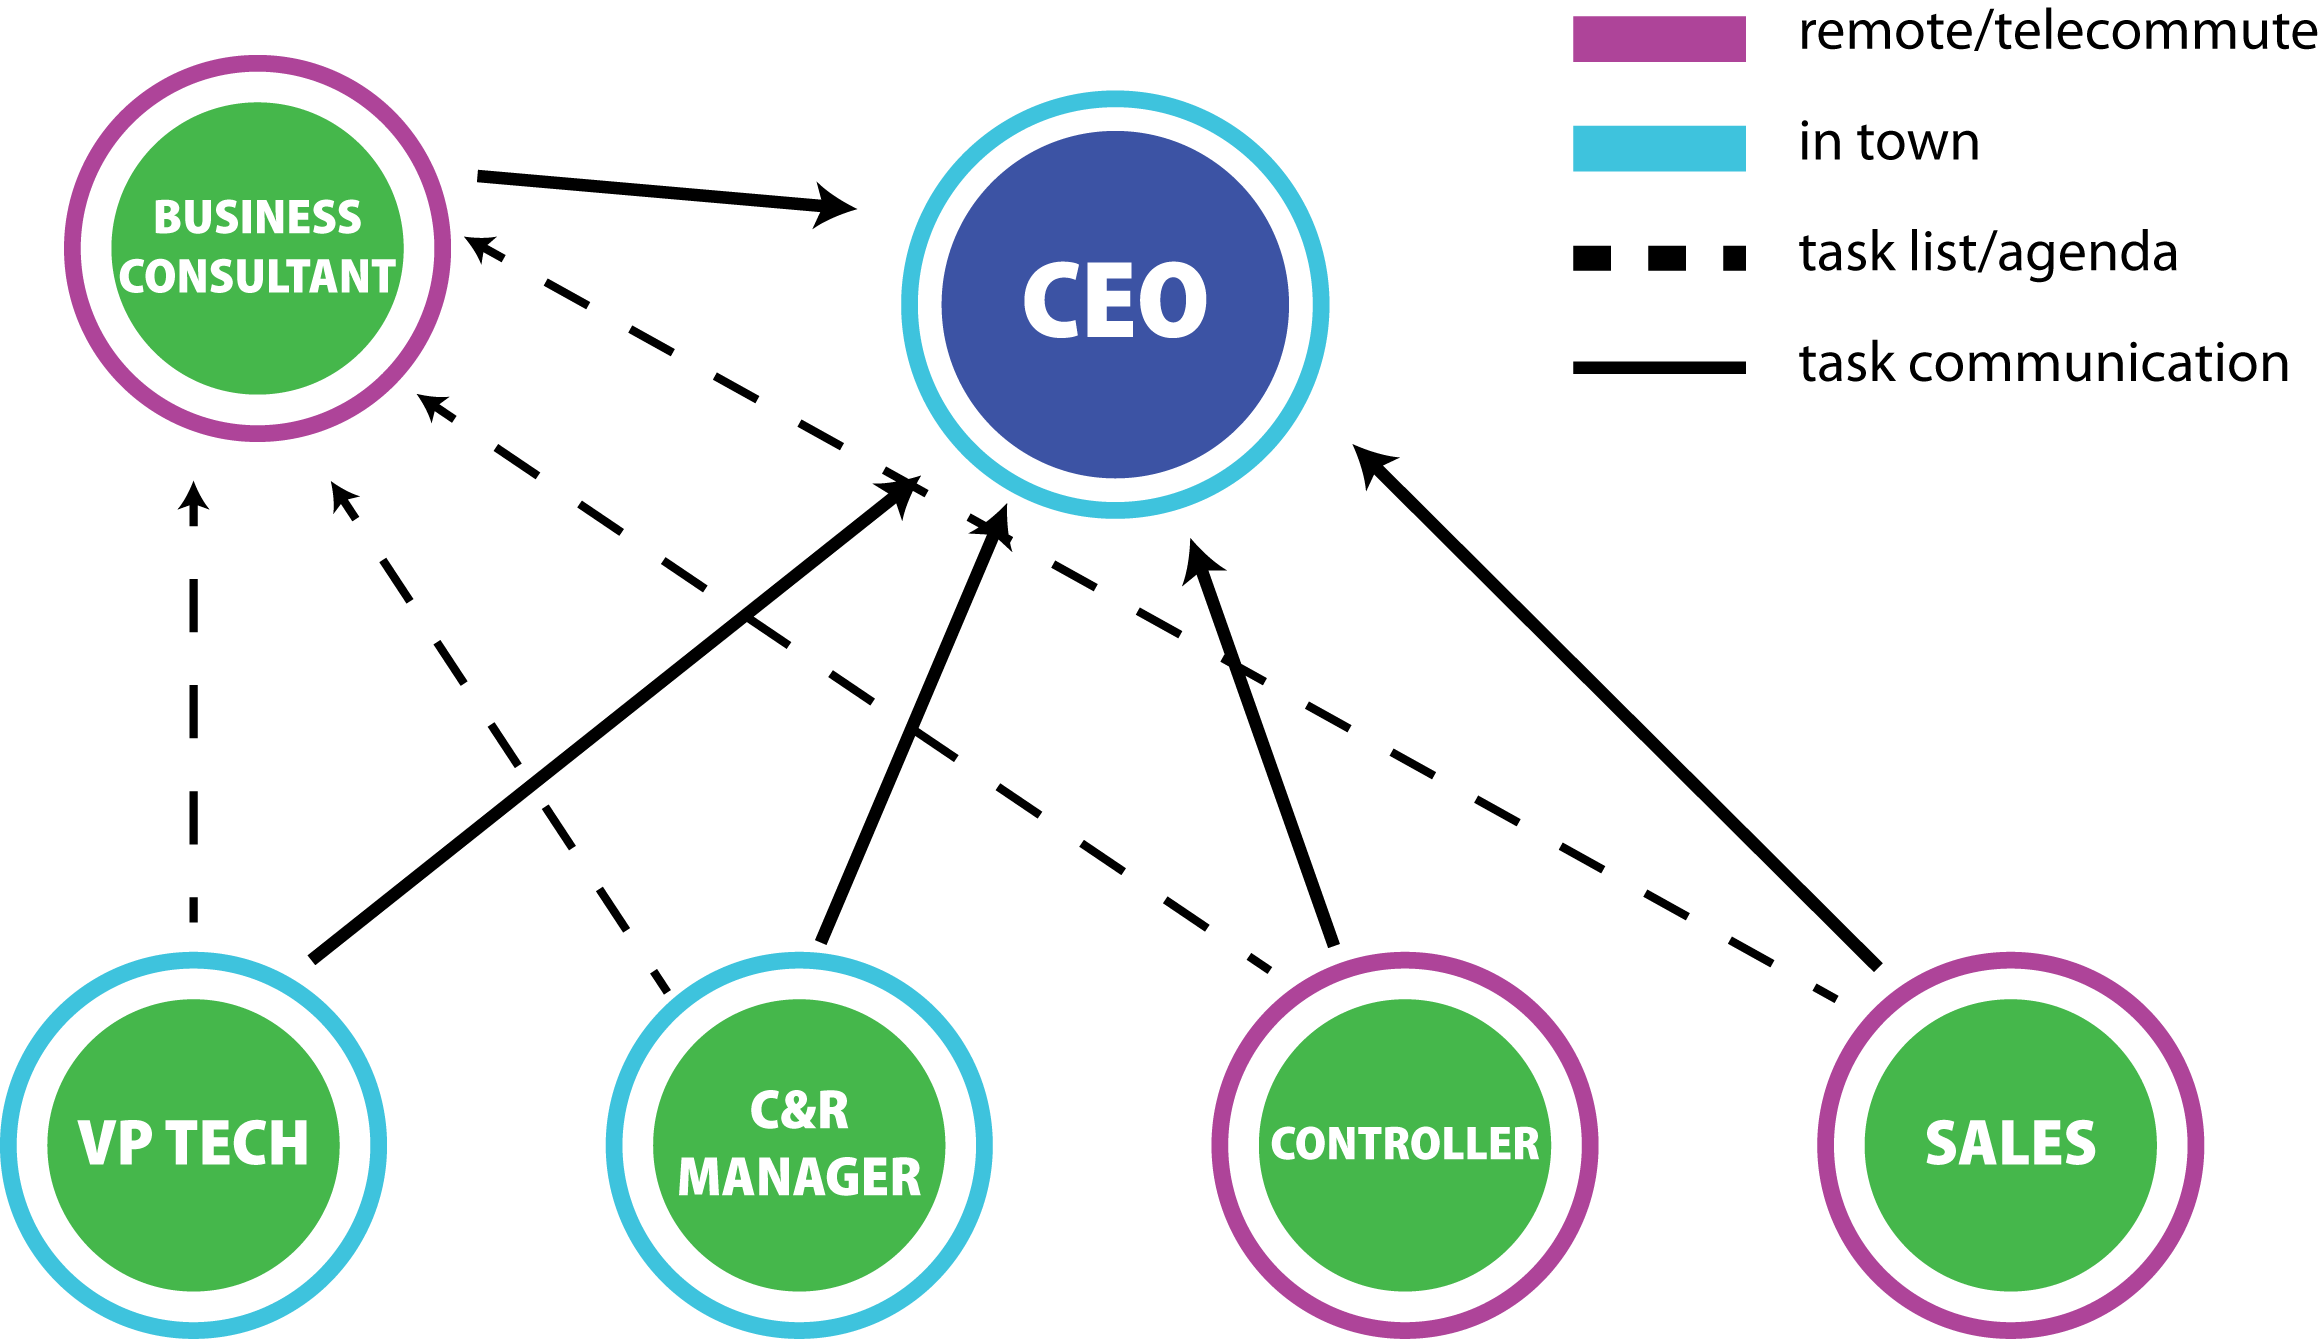 remote/telecommute
in town
task list/agenda
task communication
BUSINESS
CONSULTANT
CEO
VP TECH
C&R
MANAGER
CONTROLLER
SALES